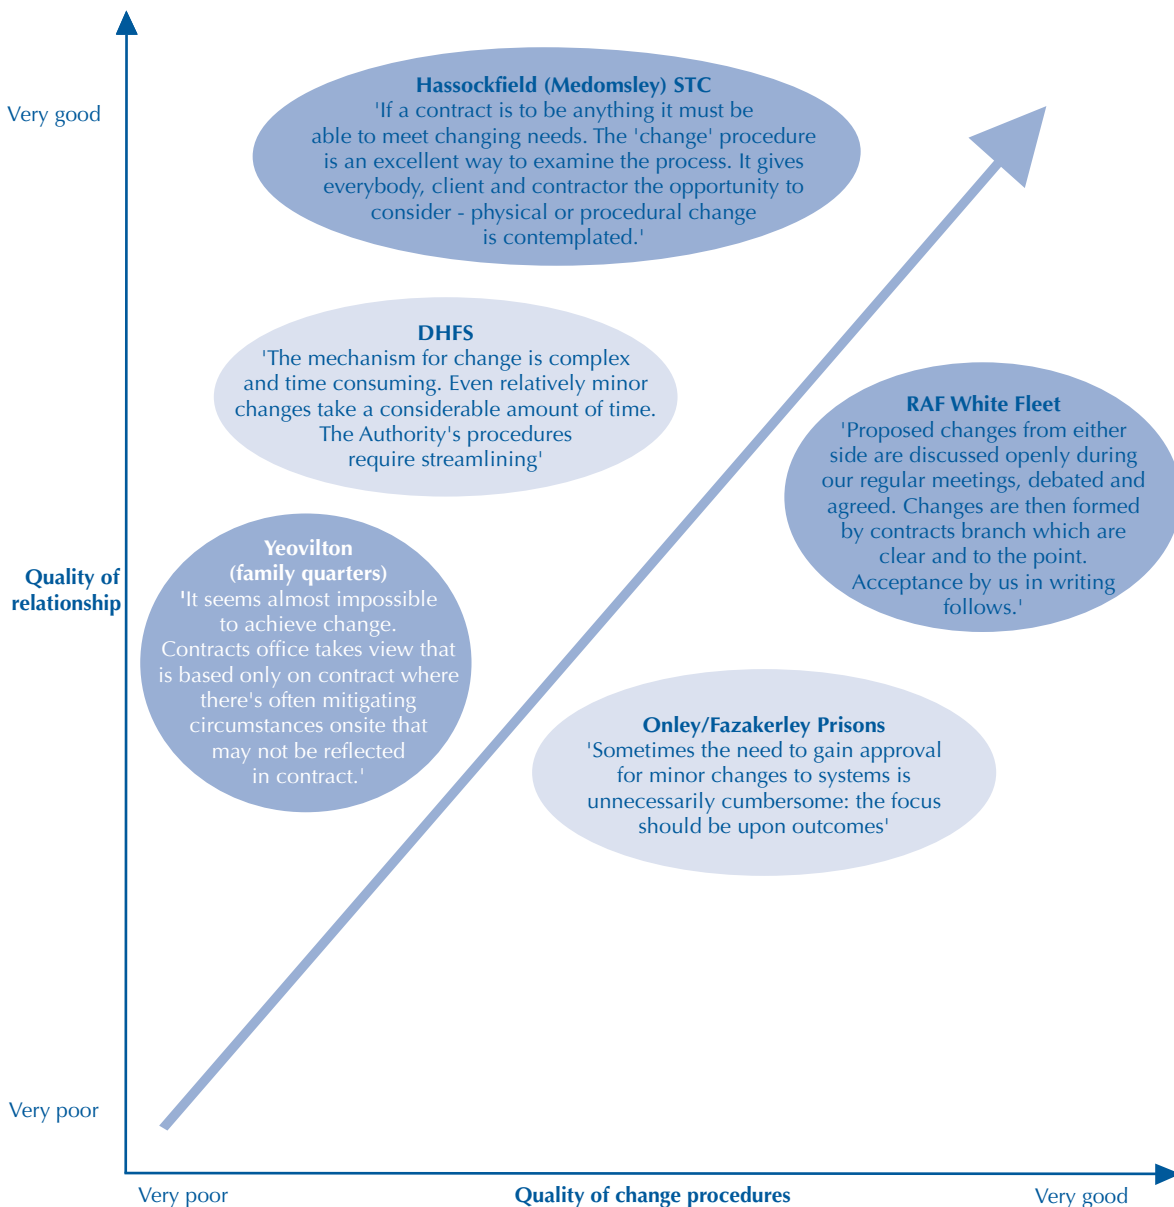 Very good
Hassockfield (Medomsley) STC
'If a contract is to be anything it must be
able to meet changing needs. The 'change' procedure
is an excellent way to examine the process. It gives
everybody, client and contractor the opportunity to
consider - physical or procedural change
is contemplated.'
DHFS
'The mechanism for change is complex
and time consuming. Even relatively minor
changes take a considerable amount of time.
The Authority's procedures
require streamlining'
RAF White Fleet
'Proposed changes from either
side are discussed openly during
our regular meetings, debated and
agreed. Changes are then formed
by contracts branch which are
clear and to the point.
Acceptance by us in writing
follows.'
Quality of
relationship
Yeovilton
(family quarters)
'It seems almost impossible
to achieve change.
Contracts office takes view that
is based only on contract where
there's often mitigating
circumstances onsite that
may not be reflected
in contract.'
Onley/Fazakerley Prisons
'Sometimes the need to gain approval
for minor changes to systems is
unnecessarily cumbersome: the focus
should be upon outcomes'
Very poor
Very poor
Quality of change procedures
Very good